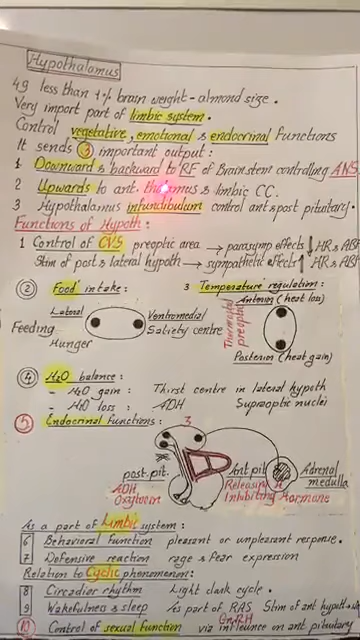 Hypothalamus
4g less than 1% brain weight - almond size.
Very import part of limbic system.
Control vegetative, emotional & endocrinal functions
It sends 3 important output:
1 Downward & backward to RF of Brainstem controlling ANS
2 Upwards to ant. thalamus & limbic CC.
3 Hypothalamus infundibulum control ant & post pituitary.
Functions of Hypoth:
1 Control of CVS preoptic area → parasymp effects ↓ HR & ABP
Stim of post & lateral hypoth → sympathetic effects ↑ HR & ABP
2 Food intake:
3 Temperature regulation:
Lateral
Ventromedial
Anterior (heat loss)
Feeding
Satiety centre
Hunger
preoptic
Posterior (heat gain)
4 H2O balance:
- H2O gain: Thirst centre in lateral hypoth
- H2O loss: ADH Supraoptic nuclei
5 Endocrinal Functions:
3
post pit.
Ant pit
Adrenal
medulla
ADH
Oxytocin
Releasing H
Inhibiting Hormone
As a part of Limbic system:
6 Behavioral Function pleasant or unpleasant response.
7 Defensive reaction rage & fear expression
Relation to Cyclic phenomenon:
8 Circadior rhythm Light dark cycle.
9 Wakefulness & sleep As part of RAS Stim of ant hypoth
GnRH
10 Control of sexual function via influence on ant pituitary